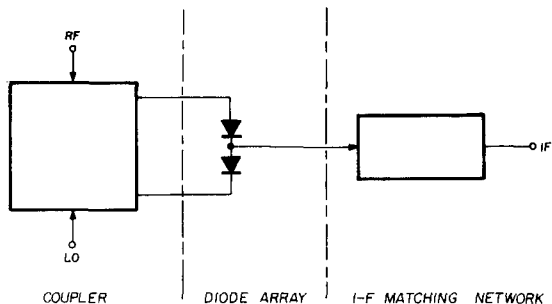 RF
IF
LO
COUPLER DIODE ARRAY I-F MATCHING NETWORK